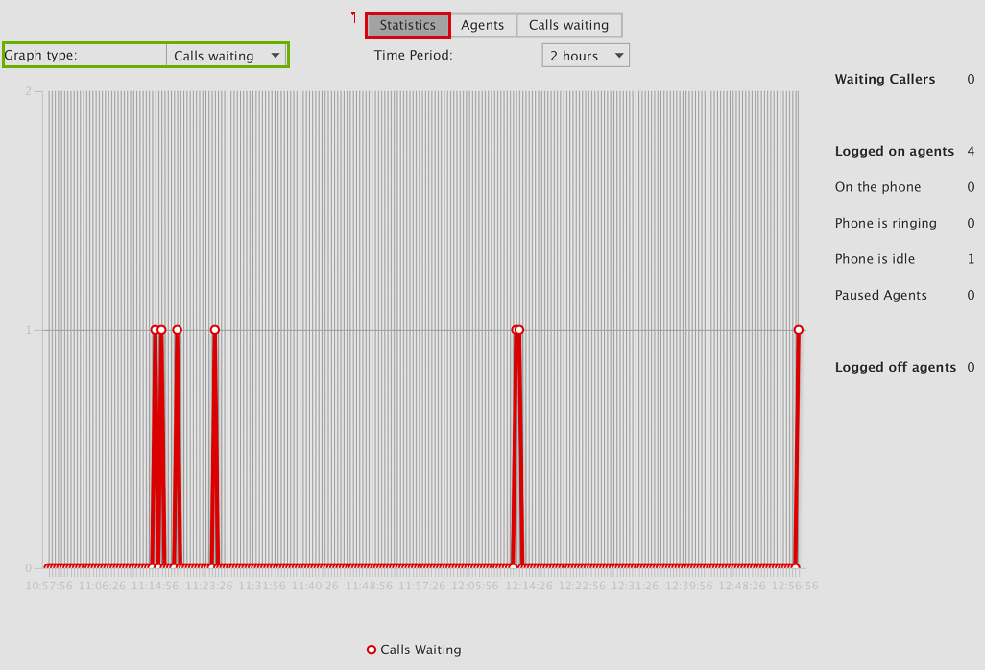 1 Statistics Agents Calls waiting
Graph type: Calls waiting Time Period: 2 hours
Waiting Callers 0
2
Logged on agents 4
On the phone 0
Phone is ringing 0
Phone is idle 1
Paused Agents 0
1
Logged off agents 0
0
10:57:56 11:06:26 11:14:56 11:23:26 11:31:56 11:40:26 11:48:56 11:57:26 12:05:56 12:14:26 12:22:56 12:31:26 12:39:56 12:48:26 12:56:56
Calls Waiting